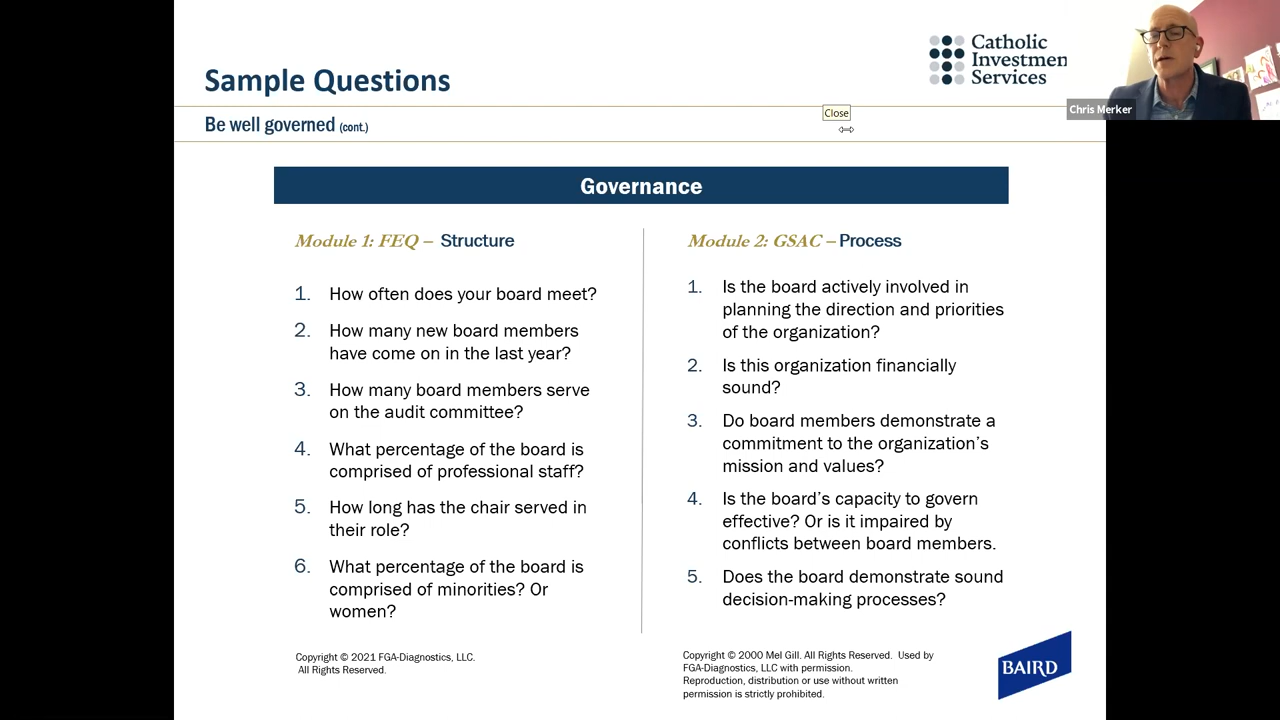 Sample Questions
Catholic
Investmen
Services
Chris Merker
Be well governed (cont.)
Close
Governance
Module 1: FEQ – Structure
1. How often does your board meet?
2. How many new board members
have come on in the last year?
3. How many board members serve
on the audit committee?
4. What percentage of the board is
comprised of professional staff?
5. How long has the chair served in
their role?
6. What percentage of the board is
comprised of minorities? Or
women?
Copyright © 2021 FGA-Diagnostics, LLC.
All Rights Reserved.
Module 2: GSAC – Process
1. Is the board actively involved in
planning the direction and priorities
of the organization?
2. Is this organization financially
sound?
3. Do board members demonstrate a
commitment to the organization's
mission and values?
4. Is the board's capacity to govern
effective? Or is it impaired by
conflicts between board members.
5. Does the board demonstrate sound
decision-making processes?
Copyright © 2000 Mel Gill. All Rights Reserved. Used by
FGA-Diagnostics, LLC with permission.
Reproduction, distribution or use without written
permission is strictly prohibited.
BAIRD